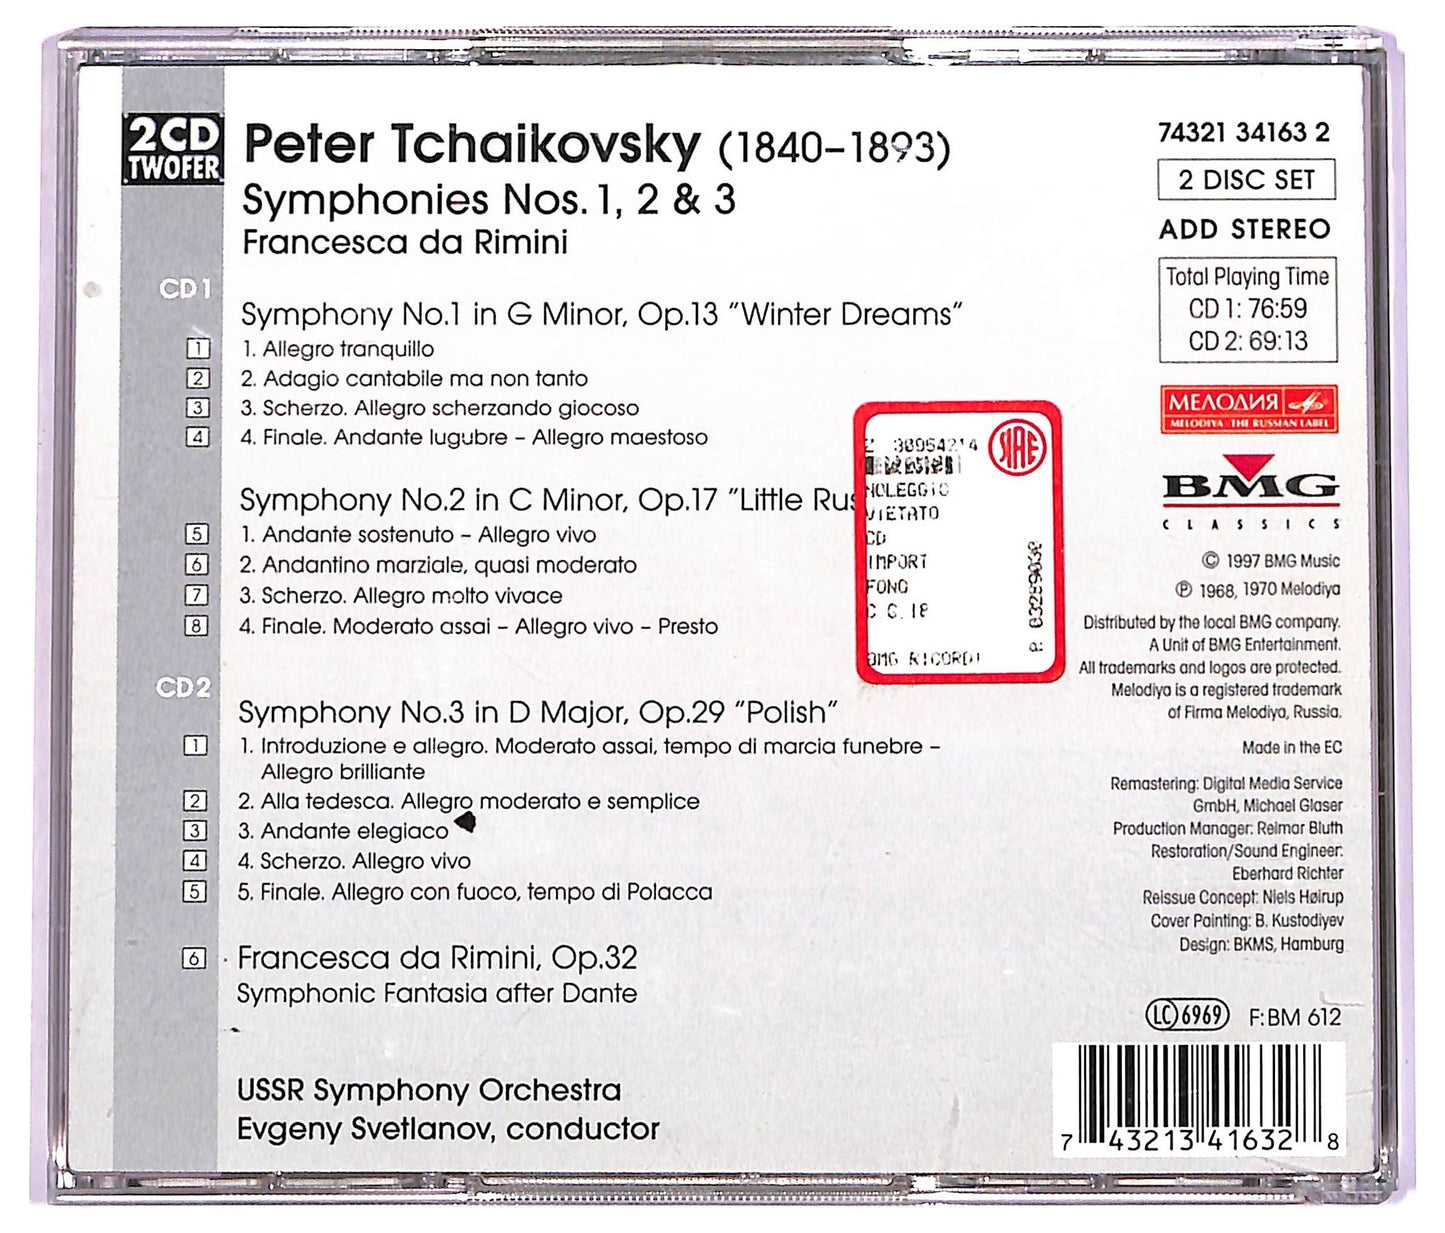 2CD
TWOFER
Peter Tchaikovsky (1840–1893)
Symphonies Nos. 1, 2 & 3
Francesca da Rimini
CD 1
Symphony No.1 in G Minor, Op.13 "Winter Dreams"
1 1. Allegro tranquillo
2 2. Adagio cantabile ma non tanto
3 3. Scherzo. Allegro scherzando giocoso
4 4. Finale. Andante lugubre – Allegro maestoso
Symphony No.2 in C Minor, Op.17 "Little Rus
5 1. Andante sostenuto – Allegro vivo
6 2. Andantino marziale, quasi moderato
7 3. Scherzo. Allegro molto vivace
8 4. Finale. Moderato assai – Allegro vivo – Presto
CD 2
Symphony No.3 in D Major, Op.29 "Polish"
1 1. Introduzione e allegro. Moderato assai, tempo di marcia funebre –
Allegro brilliante
2 2. Alla tedesca. Allegro moderato e semplice
3 3. Andante elegiaco
4 4. Scherzo. Allegro vivo
5 5. Finale. Allegro con fuoco, tempo di Polacca
6 Francesca da Rimini, Op.32
Symphonic Fantasia after Dante
USSR Symphony Orchestra
Evgeny Svetlanov, conductor
SIAE
NOLEGGIO
VIETATO
CD
IMPORT
FONO
BMG RICORDI
74321 34163 2
2 DISC SET
ADD STEREO
Total Playing Time
CD 1: 76:59
CD 2: 69:13
МЕЛОДИЯ
MELODIYA · THE RUSSIAN LABEL
BMG
CLASSICS
© 1997 BMG Music
℗ 1968, 1970 Melodiya
Distributed by the local BMG company.
A Unit of BMG Entertainment.
All trademarks and logos are protected.
Melodiya is a registered trademark
of Firma Melodiya, Russia.
Made in the EC
Remastering: Digital Media Service
GmbH, Michael Glaser
Production Manager: Reimar Bluth
Restoration/Sound Engineer:
Eberhard Richter
Reissue Concept: Niels Høirup
Cover Painting: B. Kustodiyev
Design: BKMS, Hamburg
LC 6969 F: BM 612
7 43213 41632 8